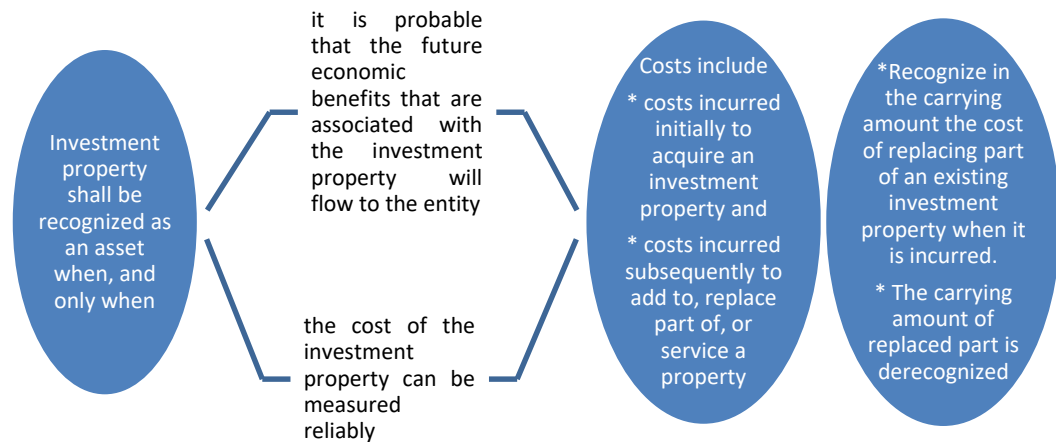 Investment
property
shall be
recognized as
an asset
when, and
only when
it is probable
that the future
economic
benefits that are
associated with
the investment
property will
flow to the entity
the cost of the
investment
property can be
measured
reliably
Costs include
* costs incurred
initially to
acquire an
investment
property and
* costs incurred
subsequently to
add to, replace
part of, or
service a
property
*Recognize in
the carrying
amount the cost
of replacing part
of an existing
investment
property when it
is incurred.
* The carrying
amount of
replaced part is
derecognized